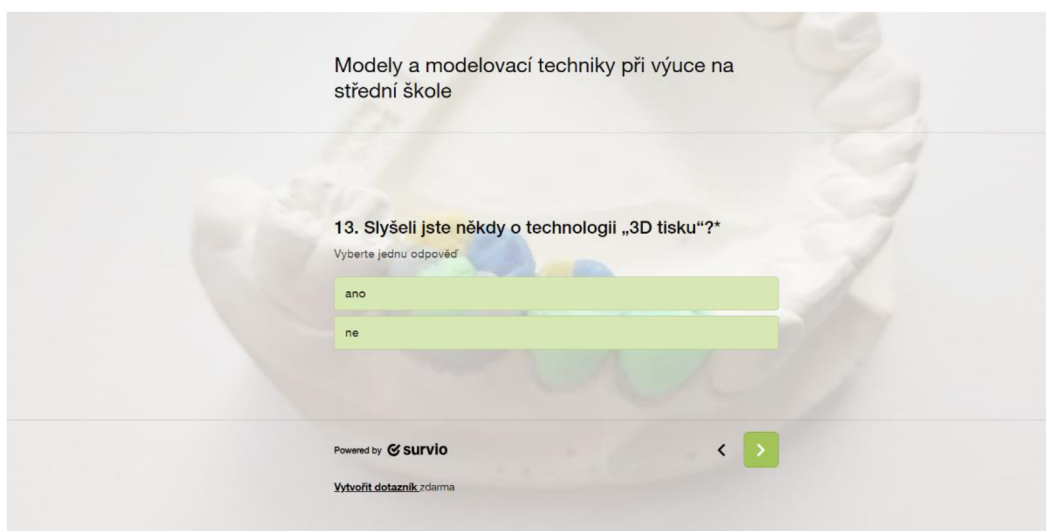 Modely a modelovací techniky při výuce na
střední škole
13. Slyšeli jste někdy o technologii „3D tisku“?*
Vyberte jednu odpověď
ano
ne
Powered by survio
Vytvořit dotazník zdarma